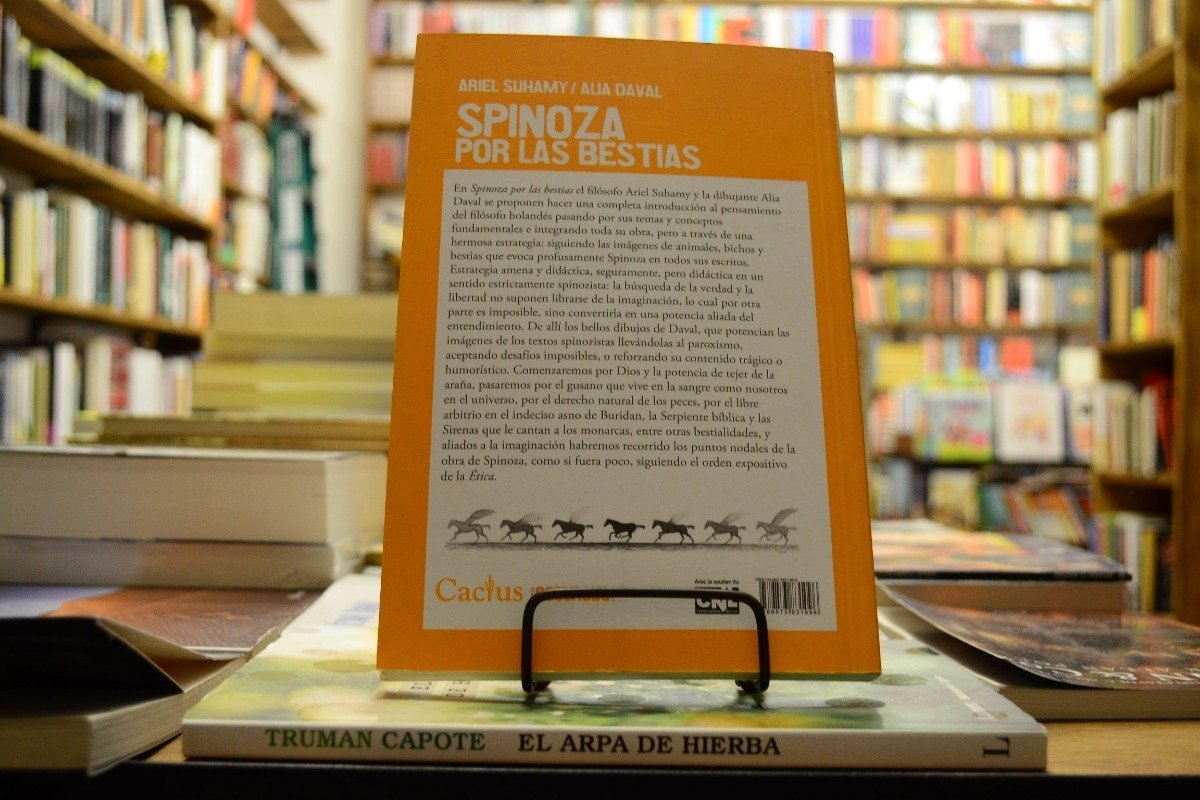 ARIEL SUHAMY / ALIA DAVAL
SPINOZA
POR LAS BESTIAS
En Spinoza por las bestias el filósofo Ariel Suhamy y la dibujante Alia
Daval se proponen hacer una completa introducción al pensamiento
del filósofo holandés pasando por sus temas y conceptos
fundamentales e integrando toda su obra, pero a través de una
hermosa estrategia: siguiendo las imágenes de animales, bichos y
bestias que evoca profusamente Spinoza en todos sus escritos.
Estrategia amena y didáctica, seguramente, pero didáctica en un
sentido estrictamente spinozista: la búsqueda de la verdad y la
libertad no suponen librarse de la imaginación, lo cual por otra
parte es imposible, sino convertirla en una potencia aliada del
entendimiento. De allí los bellos dibujos de Daval, que potencian las
imágenes de los textos spinozistas llevándolas al paroxismo,
aceptando desafíos imposibles, o reforzando su contenido trágico o
humorístico. Comenzaremos por Dios y la potencia de tejer de la
araña, pasaremos por el gusano que vive en la sangre como nosotros
en el universo, por el derecho natural de los peces, por el libre
arbitrio en el indeciso asno de Buridan, la Serpiente bíblica y las
Sirenas que le cantan a los monarcas, entre otras bestialidades, y
aliados a la imaginación habremos recorrido los puntos nodales de la
obra de Spinoza, como si fuera poco, siguiendo el orden expositivo
de la Ética.
Cactus
Avec le soutien du
CNL
TRUMAN CAPOTE EL ARPA DE HIERBA L